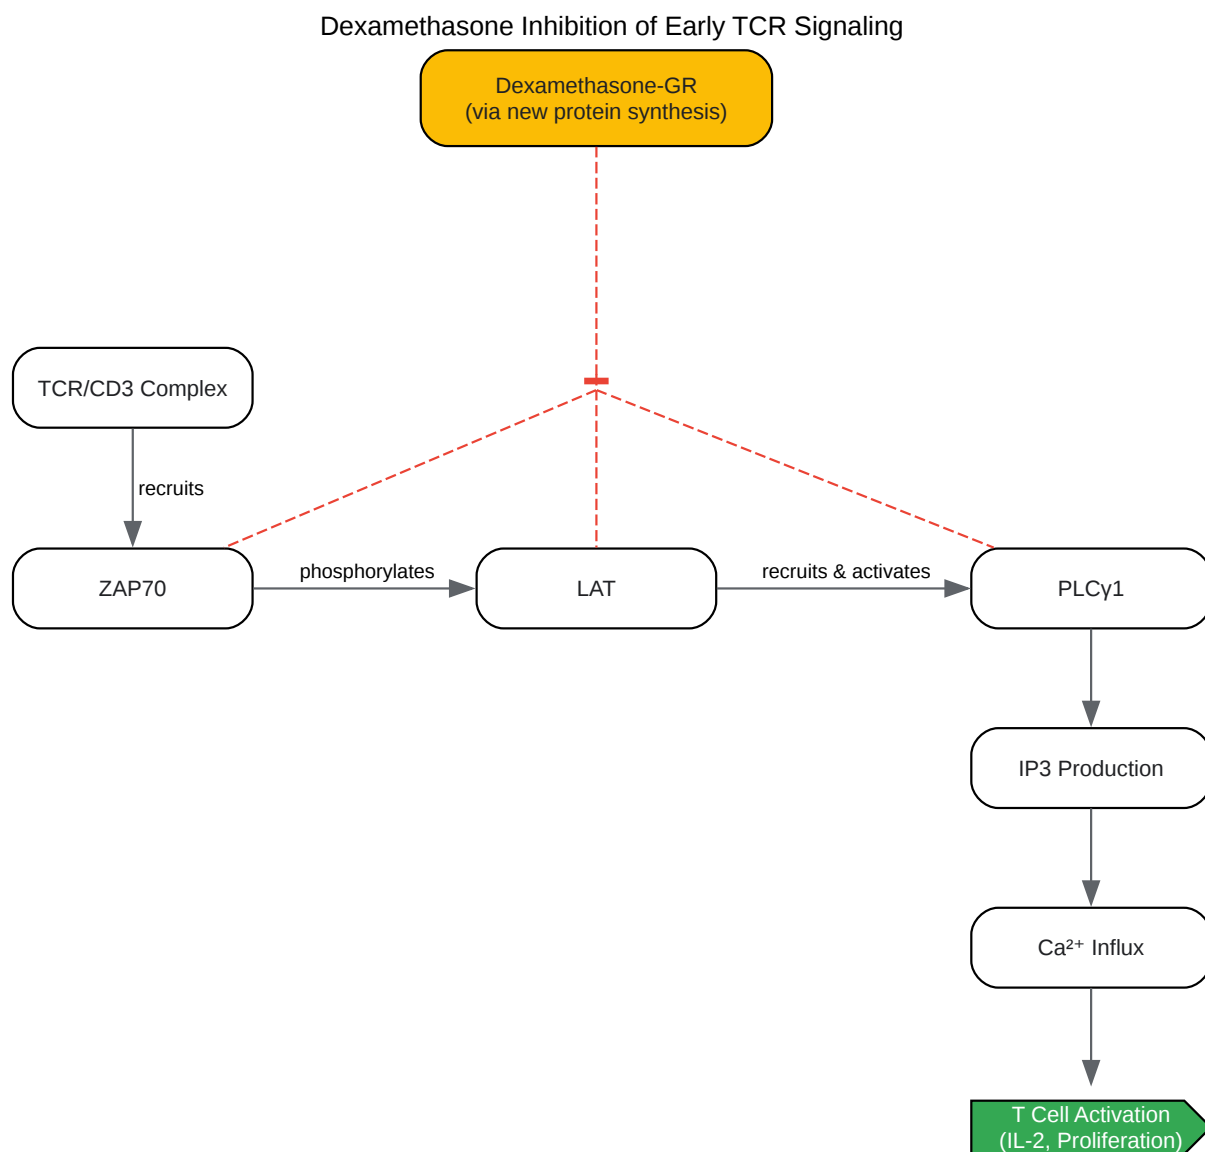 Dexamethasone Inhibition of Early TCR Signaling
Dexamethasone-GR
(via new protein synthesis)
TCR/CD3 Complex
recruits
ZAP70
phosphorylates
LAT
recruits & activates
PLCγ1
IP3 Production
Ca²⁺ Influx
T Cell Activation
(IL-2, Proliferation)